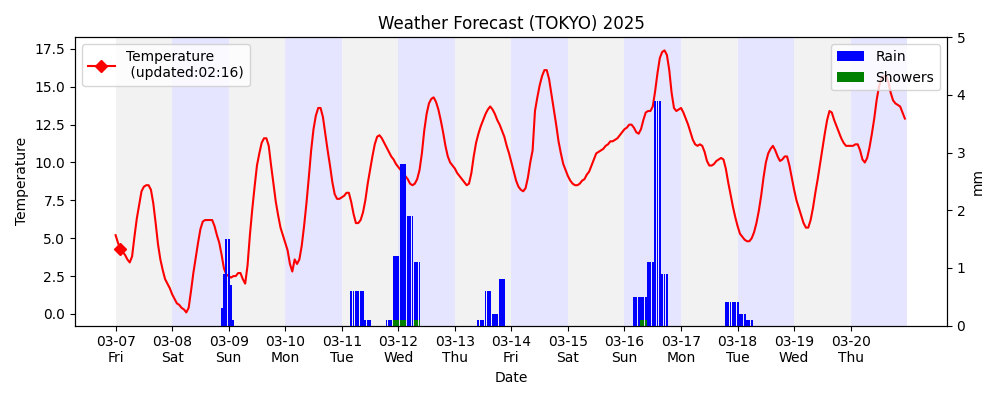 Weather Forecast (TOKYO) 2025
Temperature
(updated:02:16)
Rain
Showers
17.5
15.0
12.5
10.0
7.5
5.0
2.5
0.0
Temperature
5
4
3
2
1
0
mm
03-07 03-08 03-09 03-10 03-11 03-12 03-13 03-14 03-15 03-16 03-17 03-18 03-19 03-20
Fri Sat Sun Mon Tue Wed Thu Fri Sat Sun Mon Tue Wed Thu
Date